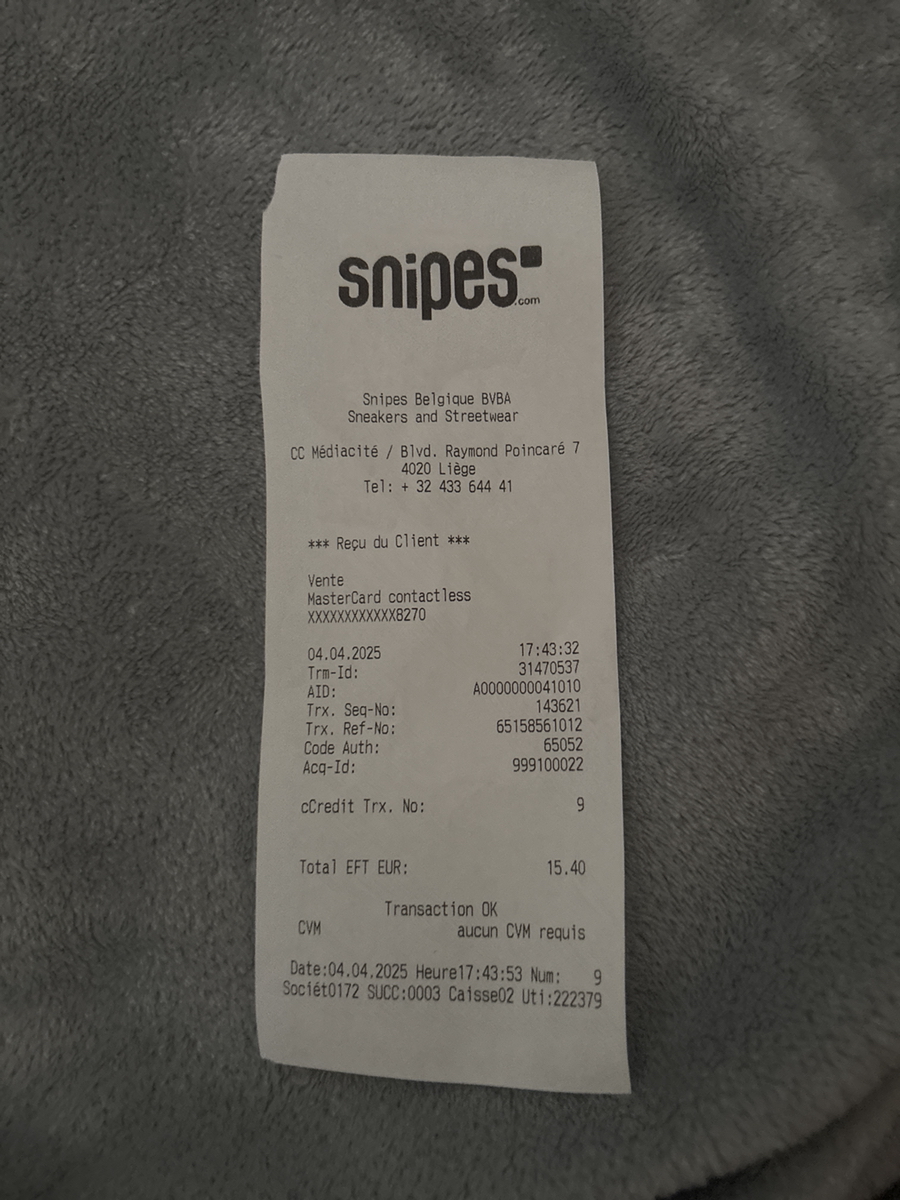 snipes
.com
Snipes Belgique BVBA
Sneakers and Streetwear
CC Médiacité / Blvd. Raymond Poincaré 7
4020 Liège
Tel: + 32 433 644 41
*** Reçu du Client ***
Vente
MasterCard contactless
XXXXXXXXXXXX8270
04.04.2025 17:43:32
Trm-Id: 31470537
AID: A0000000041010
Trx. Seq-No: 143621
Trx. Ref-No: 65158561012
Code Auth: 65052
Acq-Id: 999100022
cCredit Trx. No: 9
Total EFT EUR: 15.40
Transaction OK
CVM aucun CVM requis
Date:04.04.2025 Heure17:43:53 Num: 9
Sociét0172 SUCC:0003 Caisse02 Uti:222379